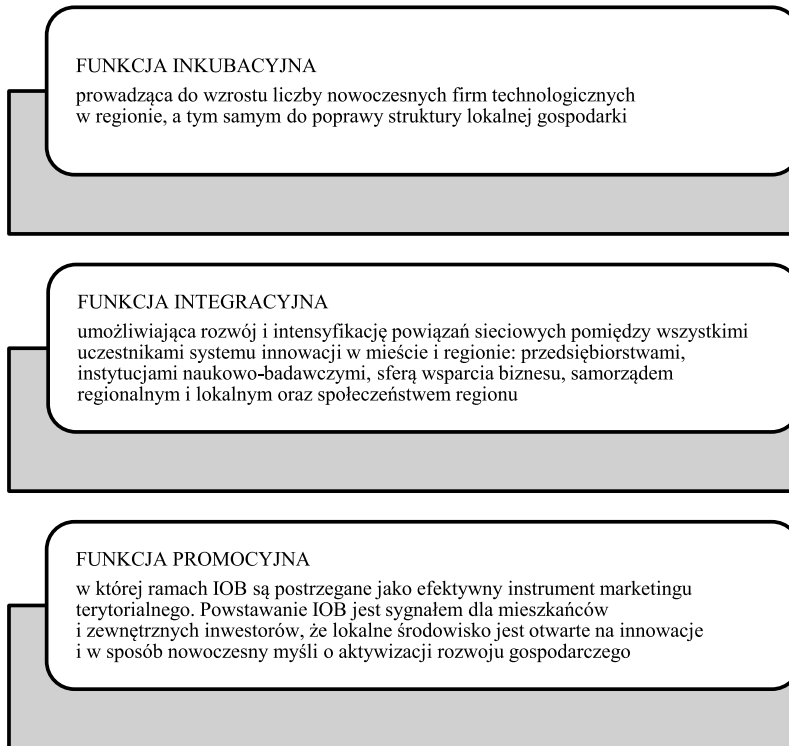 FUNKCJA INKUBACYJNA
prowadząca do wzrostu liczby nowoczesnych firm technologicznych
w regionie, a tym samym do poprawy struktury lokalnej gospodarki
FUNKCJA INTEGRACYJNA
umożliwiająca rozwój i intensyfikację powiązań sieciowych pomiędzy wszystkimi
uczestnikami systemu innowacji w mieście i regionie: przedsiębiorstwami,
instytucjami naukowo-badawczymi, sferą wsparcia biznesu, samorządem
regionalnym i lokalnym oraz społeczeństwem regionu
FUNKCJA PROMOCYJNA
w której ramach IOB są postrzegane jako efektywny instrument marketingu
terytorialnego. Powstawanie IOB jest sygnałem dla mieszkańców
i zewnętrznych inwestorów, że lokalne środowisko jest otwarte na innowacje
i w sposób nowoczesny myśli o aktywizacji rozwoju gospodarczego